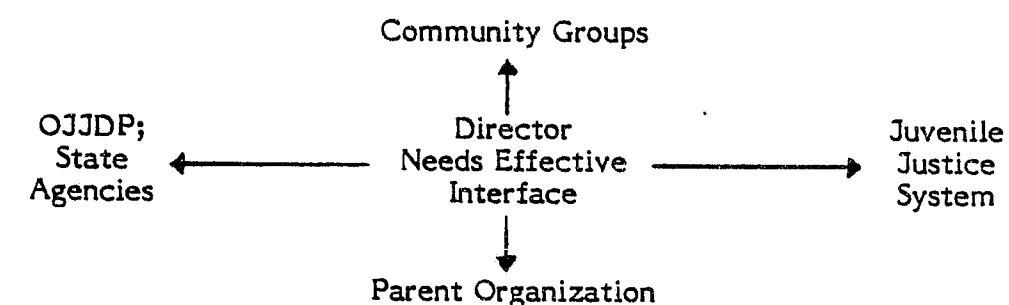 Community Groups
OJJDP;
State
Agencies
Director
Needs Effective
Interface
Juvenile
Justice
System
Parent Organization